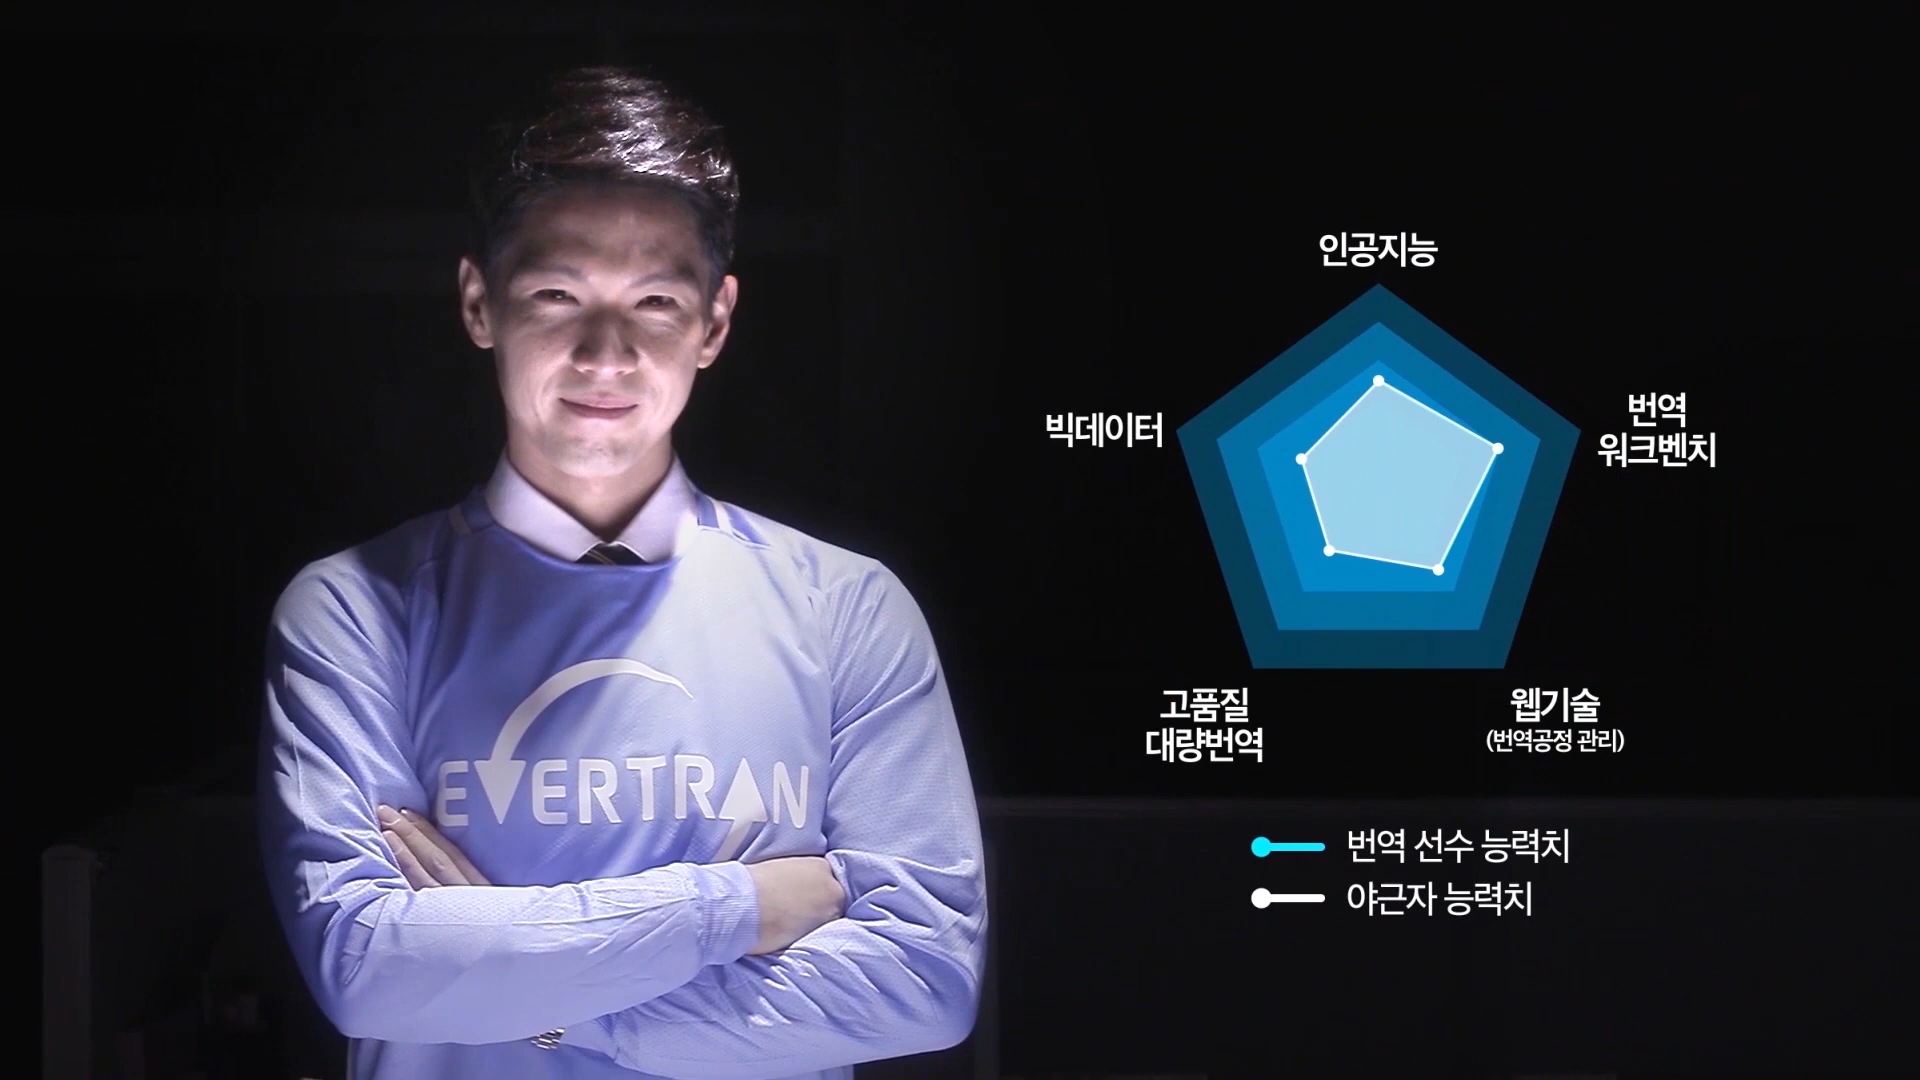 인공지능
빅데이터
번역
워크벤치
고품질
대량번역
웹기술
(번역공정 관리)
EVERTRAN
번역 선수 능력치
야근자 능력치